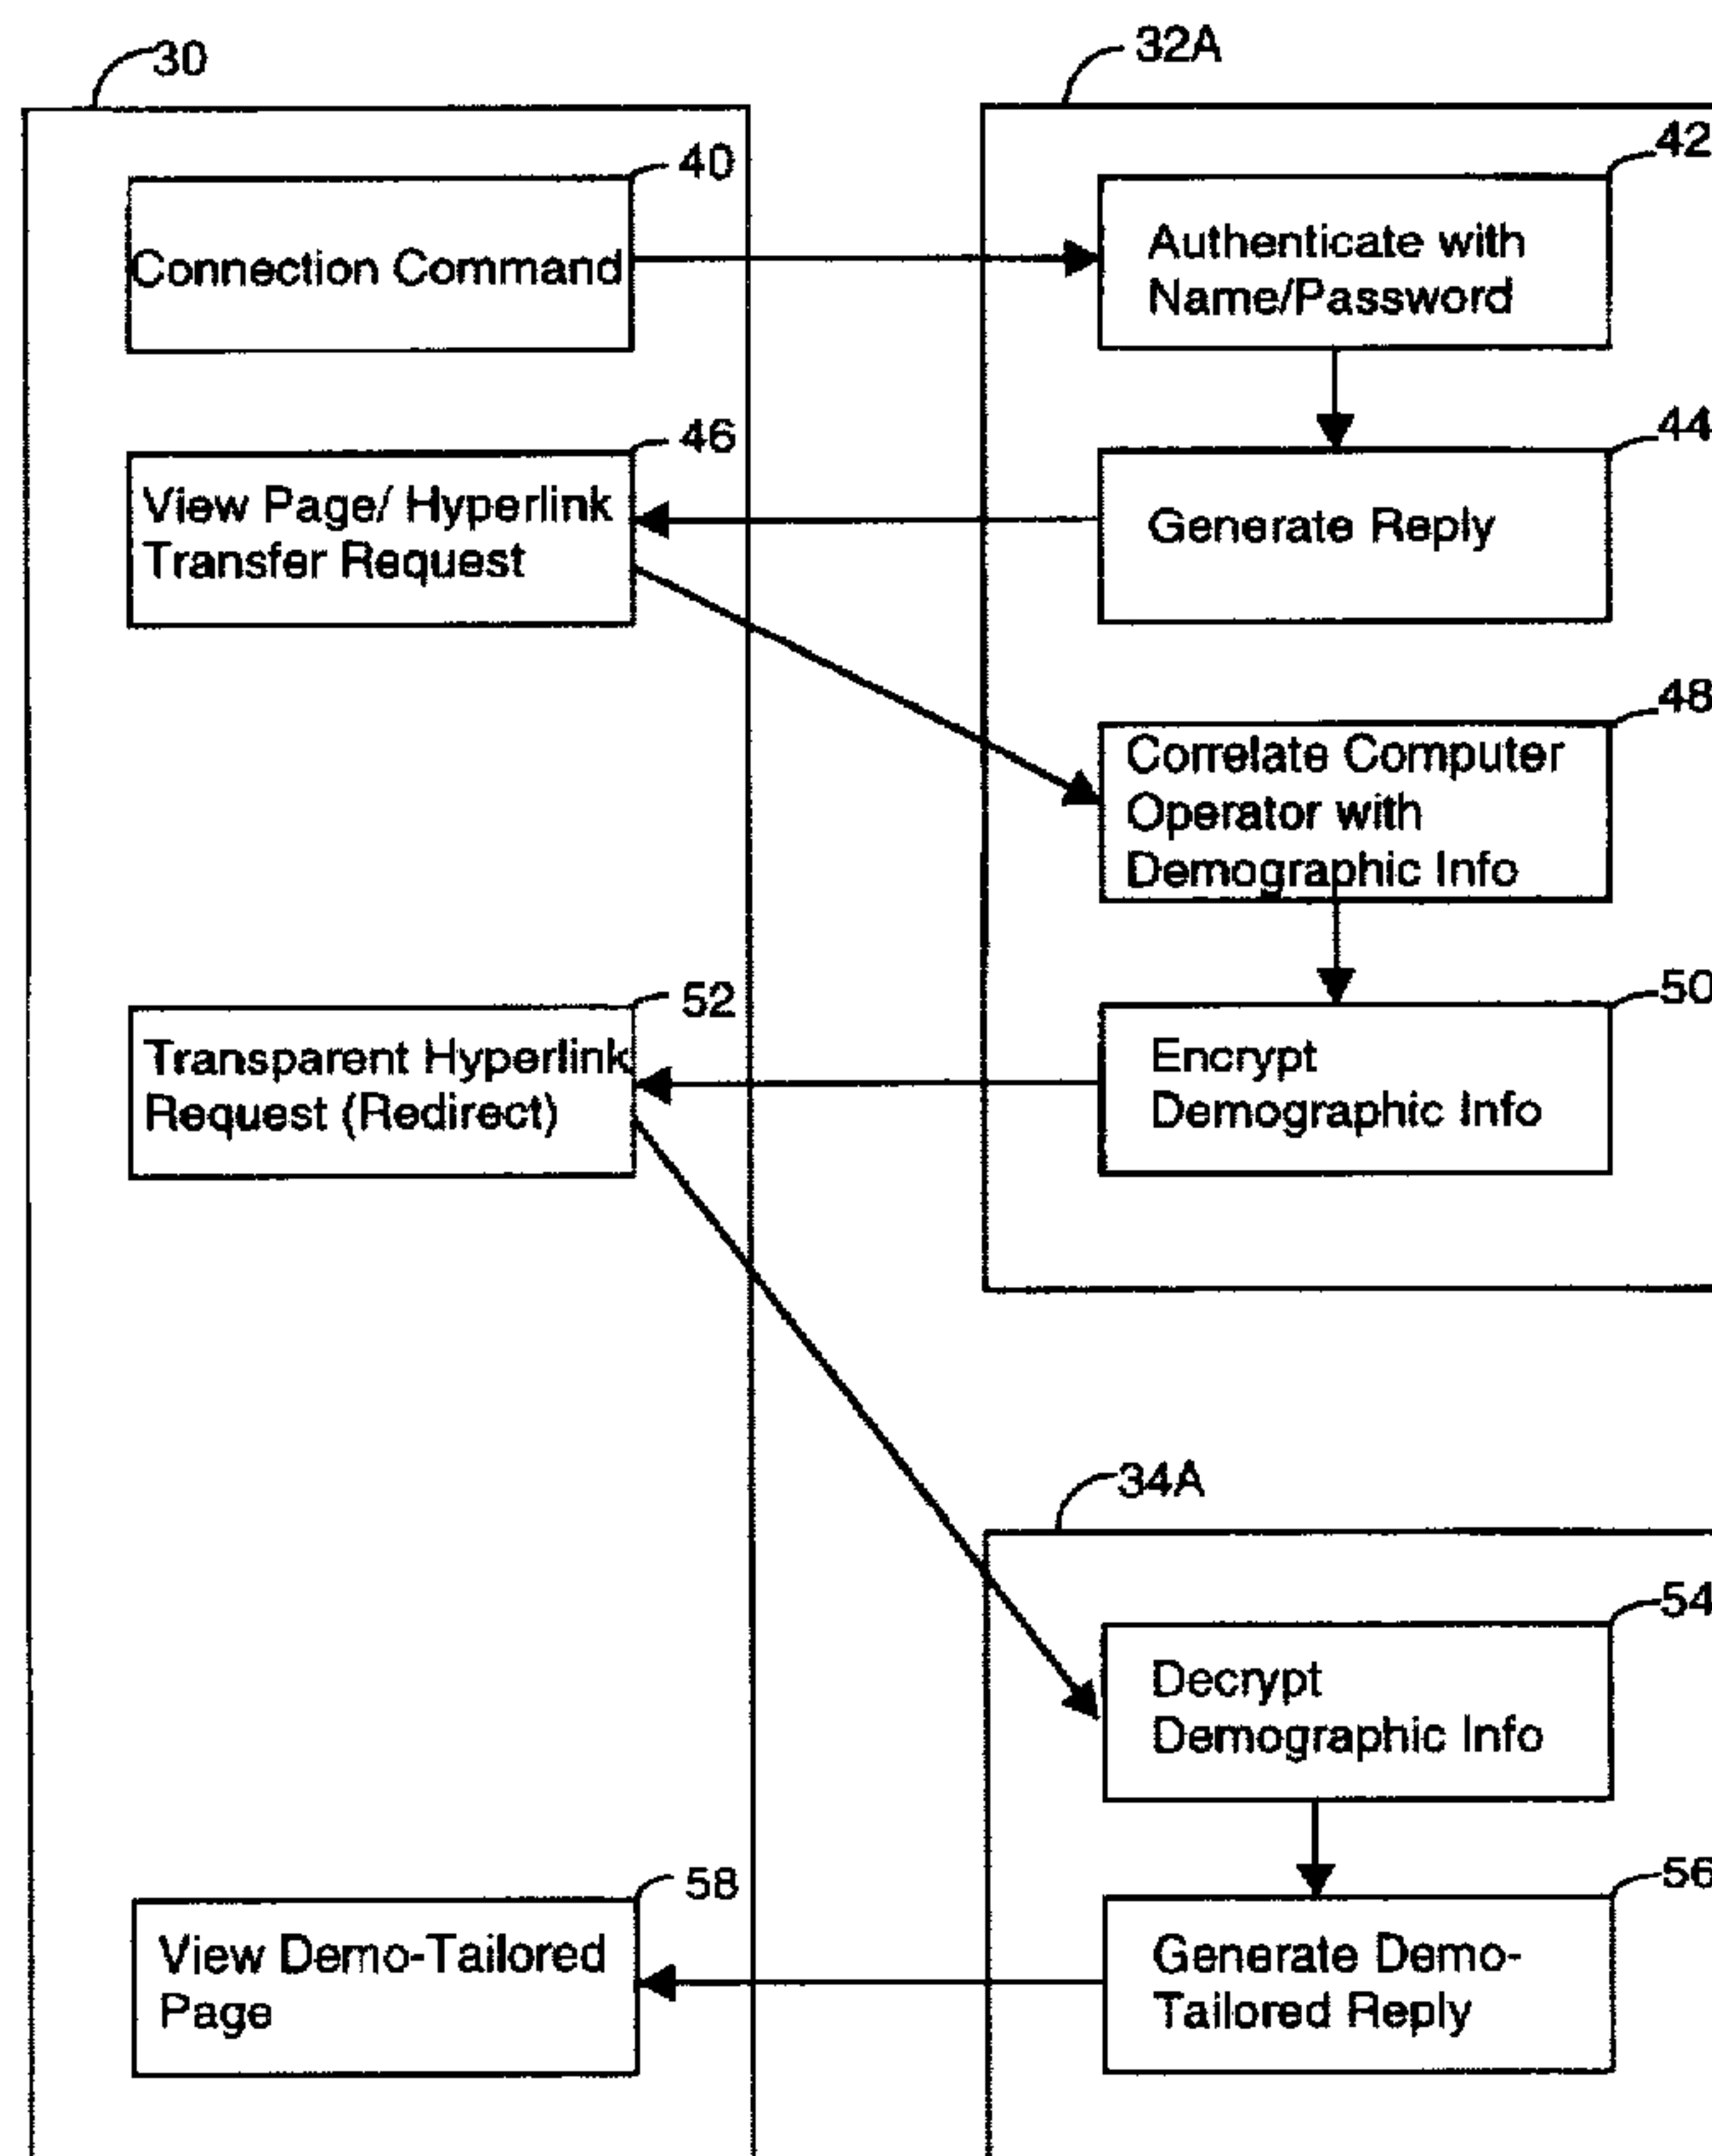 30
32A
40
Connection Command
42
Authenticate with
Name/Password
46
View Page/ Hyperlink
Transfer Request
44
Generate Reply
48
Correlate Computer
Operator with
Demographic Info
52
Transparent Hyperlink
Request (Redirect)
50
Encrypt
Demographic Info
34A
54
Decrypt
Demographic Info
58
View Demo-Tailored
Page
56
Generate Demo-
Tailored Reply